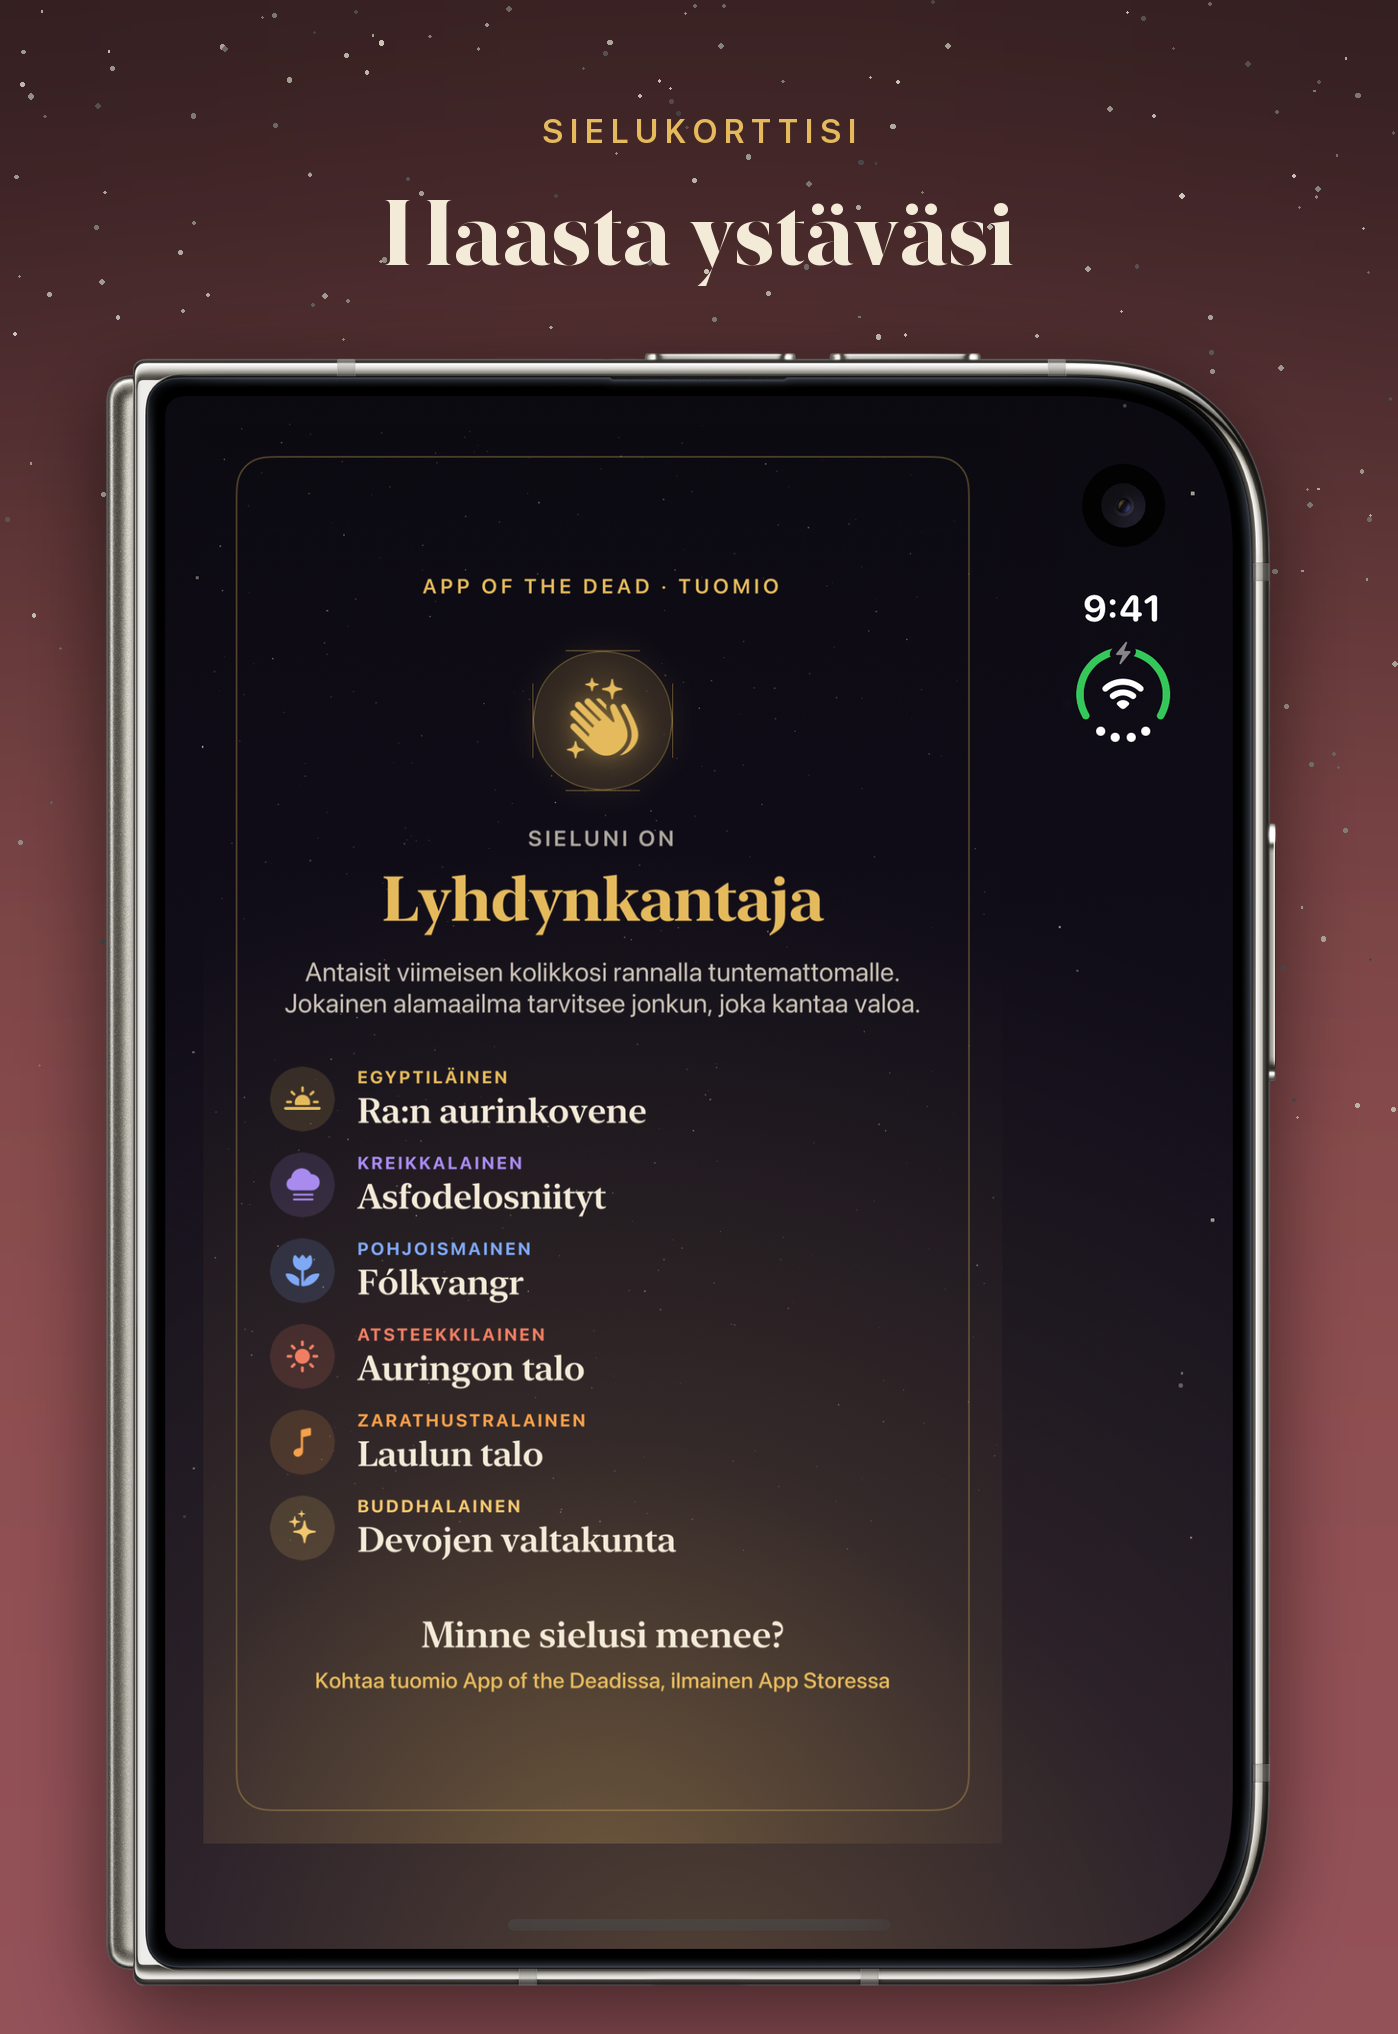 SIELUKORTTISI
Haasta ystäväsi
9:41
APP OF THE DEAD · TUOMIO
SIELUNI ON
Lyhdynkantaja
Antaisit viimeisen kolikkosi rannalla tuntemattomalle.
Jokainen alamaailma tarvitsee jonkun, joka kantaa valoa.
EGYPTILÄINEN
Ra:n aurinkovene
KREIKKALAINEN
Asfodelosniityt
POHJOISMAINEN
Fólkvangr
ATSTEEKKILAINEN
Auringon talo
ZARATHUSTRALAINEN
Laulun talo
BUDDHALAINEN
Devojen valtakunta
Minne sielusi menee?
Kohtaa tuomio App of the Deadissa, ilmainen App Storessa